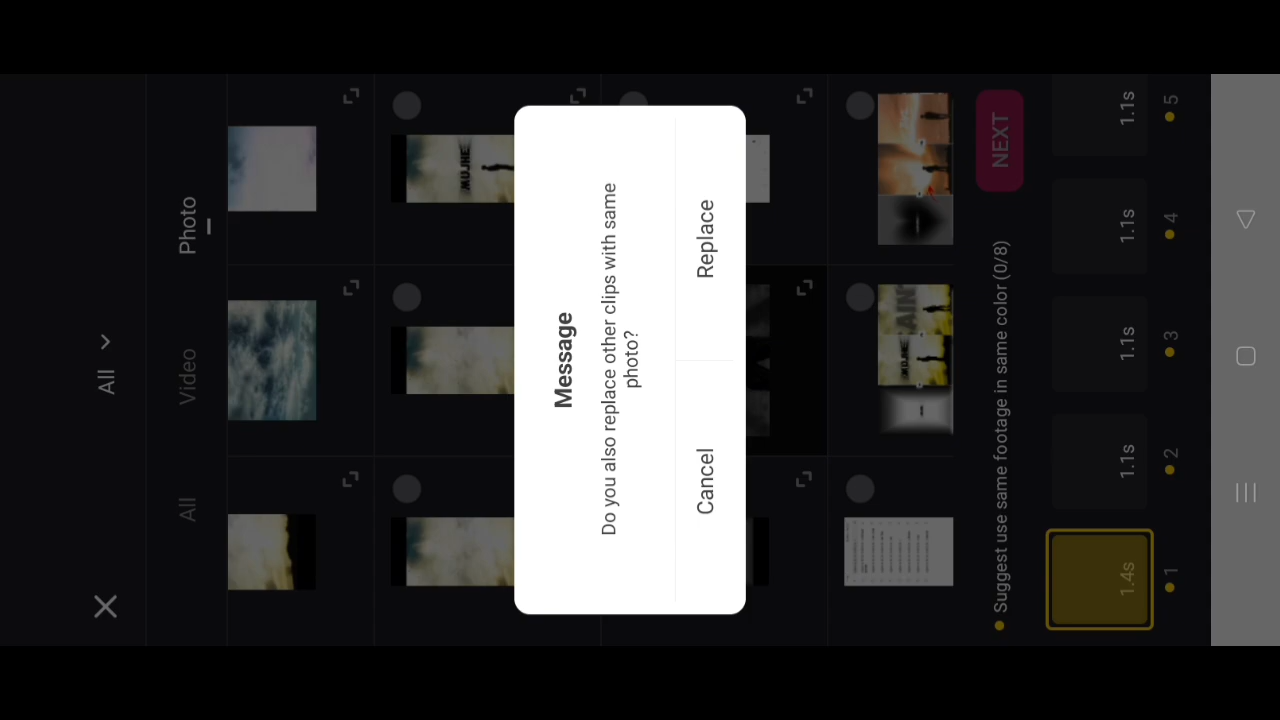 All
All
Video
Photo
MUJHE
Message
Do you also replace other clips with same
photo?
Cancel
Replace
Suggest use same footage in same color (0/8)
NEXT
1.4s
1.1s
1.1s
1.1s
1.1s
1
2
3
4
5